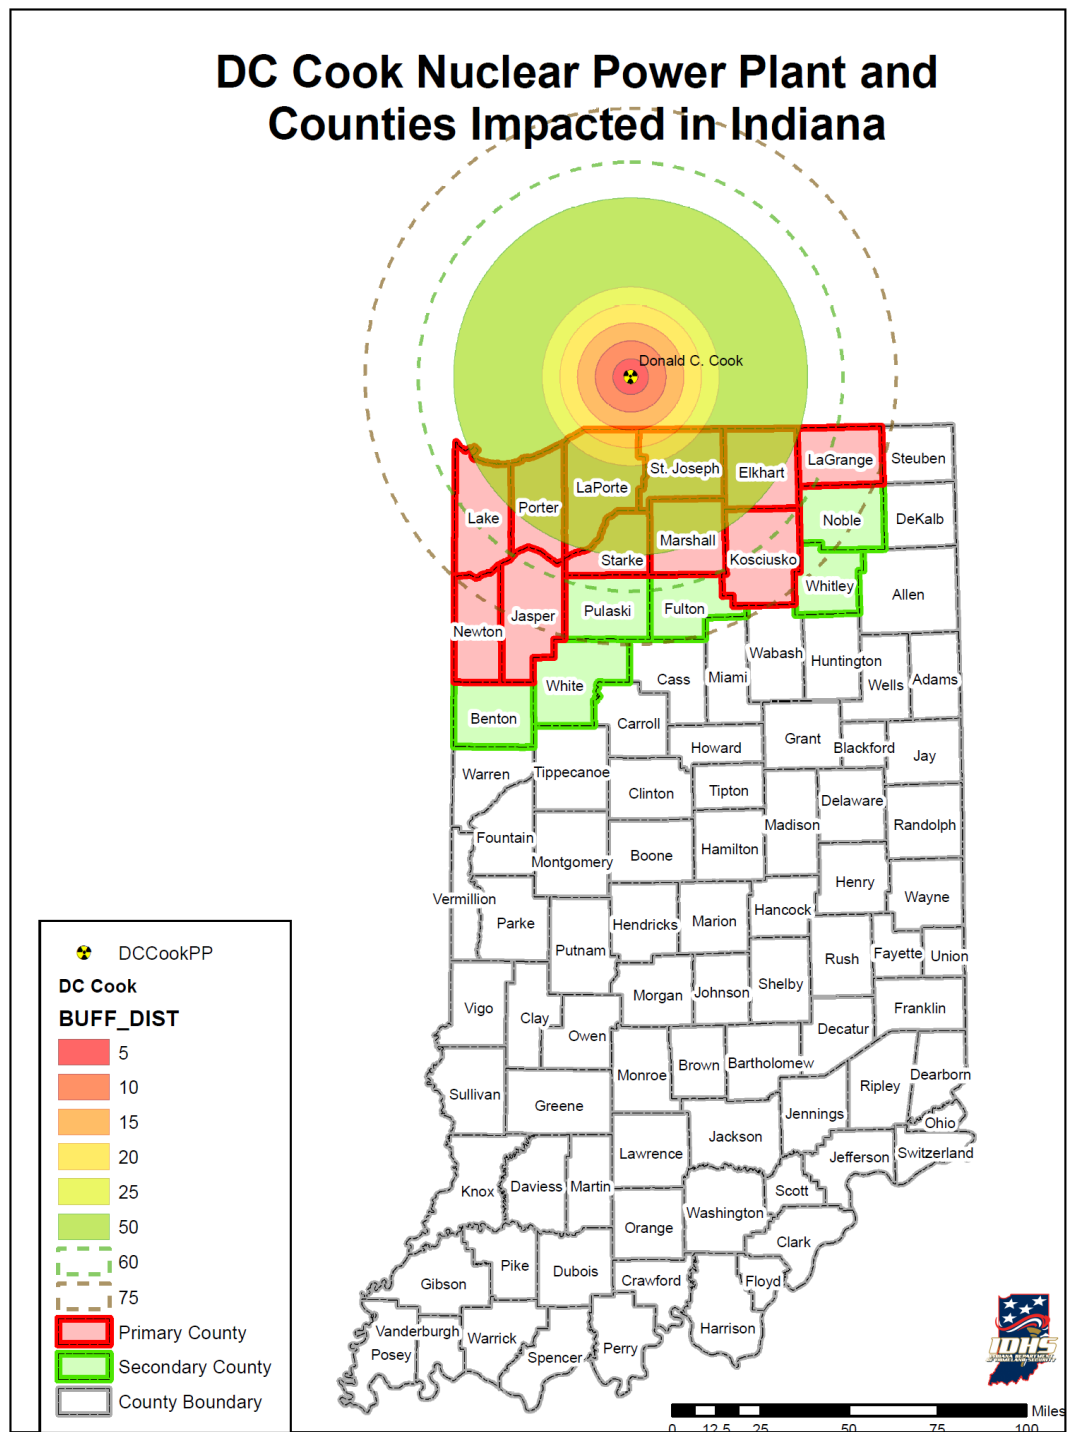 DC Cook Nuclear Power Plant and
Counties Impacted in Indiana
Donald C. Cook
LaGrange
Steuben
St. Joseph
Elkhart
LaPorte
Porter
Lake
Noble
DeKalb
Marshall
Starke
Kosciusko
Whitley
Allen
Pulaski
Fulton
Jasper
Newton
Wabash
Huntington
Miami
Cass
Wells
Adams
White
Benton
Carroll
Grant
Howard
Blackford
Jay
Warren
Tippecanoe
Clinton
Tipton
Delaware
Madison
Randolph
Fountain
Montgomery
Boone
Hamilton
Henry
Wayne
Vermillion
Parke
Putnam
Hendricks
Marion
Hancock
Rush
Fayette
Union
Shelby
Morgan
Johnson
Vigo
Clay
Owen
Decatur
Franklin
Monroe
Brown
Bartholomew
Dearborn
Ripley
Sullivan
Greene
Jennings
Ohio
Jackson
Lawrence
Jefferson
Switzerland
Knox
Daviess
Martin
Scott
Washington
Orange
Clark
Pike
Dubois
Gibson
Crawford
Floyd
Harrison
Vanderburgh
Warrick
Posey
Spencer
Perry
DCCookPP
DC Cook
BUFF_DIST
5
10
15
20
25
50
60
75
Primary County
Secondary County
County Boundary
IDHS
Miles
0 12.5 25 50 75 100